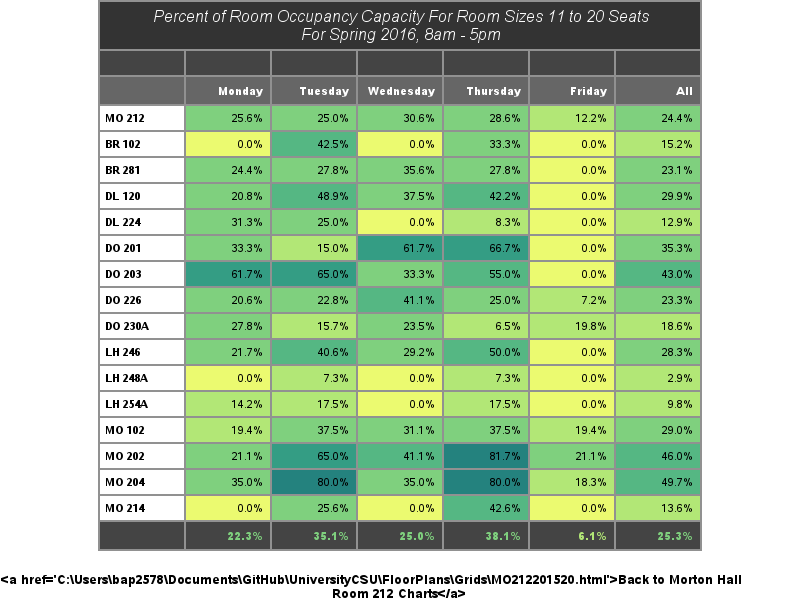 Percent of Room Occupancy Capacity For Room Sizes 11 to 20 Seats
For Spring 2016, 8am - 5pm
Monday Tuesday Wednesday Thursday Friday All
MO 212 25.6% 25.0% 30.6% 28.6% 12.2% 24.4%
BR 102 0.0% 42.5% 0.0% 33.3% 0.0% 15.2%
BR 281 24.4% 27.8% 35.6% 27.8% 0.0% 23.1%
DL 120 20.8% 48.9% 37.5% 42.2% 0.0% 29.9%
DL 224 31.3% 25.0% 0.0% 8.3% 0.0% 12.9%
DO 201 33.3% 15.0% 61.7% 66.7% 0.0% 35.3%
DO 203 61.7% 65.0% 33.3% 55.0% 0.0% 43.0%
DO 226 20.6% 22.8% 41.1% 25.0% 7.2% 23.3%
DO 230A 27.8% 15.7% 23.5% 6.5% 19.8% 18.6%
LH 246 21.7% 40.6% 29.2% 50.0% 0.0% 28.3%
LH 248A 0.0% 7.3% 0.0% 7.3% 0.0% 2.9%
LH 254A 14.2% 17.5% 0.0% 17.5% 0.0% 9.8%
MO 102 19.4% 37.5% 31.1% 37.5% 19.4% 29.0%
MO 202 21.1% 65.0% 41.1% 81.7% 21.1% 46.0%
MO 204 35.0% 80.0% 35.0% 80.0% 18.3% 49.7%
MO 214 0.0% 25.6% 0.0% 42.6% 0.0% 13.6%
22.3% 35.1% 25.0% 38.1% 6.1% 25.3%
<a href='C:\Users\bap2578\Documents\GitHub\UniversityCSU\FloorPlans\Grids\MO212201520.html'>Back to Morton Hall
Room 212 Charts</a>